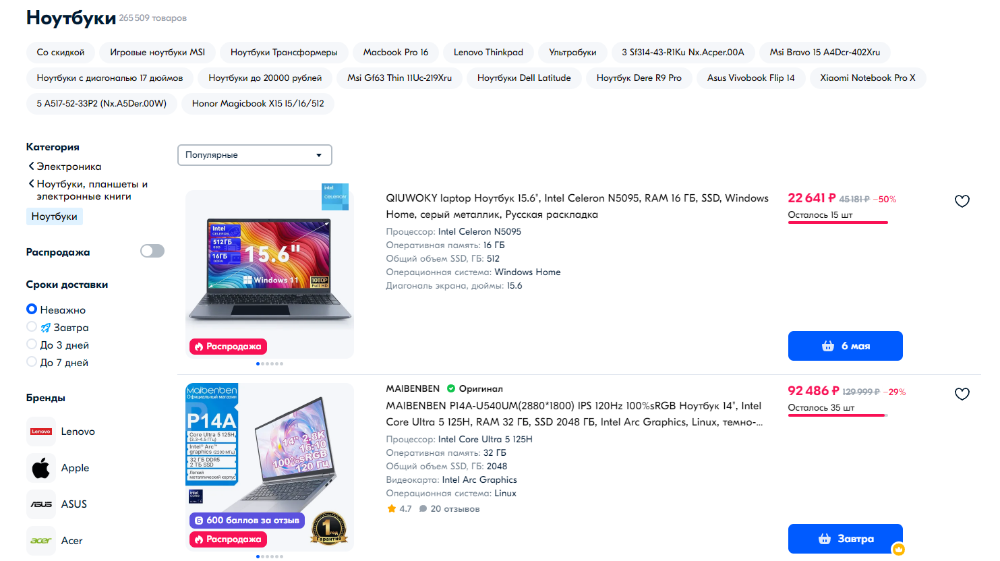 Ноутбуки 265 509 товаров
Со скидкой
Игровые ноутбуки MSI
Ноутбуки Трансформеры
Macbook Pro 16
Lenovo Thinkpad
Ультрабуки
3 Sf314-43-R1Ku Nx.Acper.00A
Msi Bravo 15 A4Dcr-402Xru
Ноутбуки с диагональю 17 дюймов
Ноутбуки до 20000 рублей
Msi Gf63 Thin 11Uc-219Xru
Ноутбуки Dell Latitude
Ноутбук Dere R9 Pro
Asus Vivobook Flip 14
Xiaomi Notebook Pro X
5 A517-52-33P2 (Nx.A5Der.00W)
Honor Magicbook X15 I5/16/512
Категория
Электроника
Ноутбуки, планшеты и
электронные книги
Ноутбуки
Распродажа
Сроки доставки
Неважно
Завтра
До 3 дней
До 7 дней
Бренды
Lenovo
Lenovo
Apple
ASUS
ASUS
acer
Acer
Популярные
intel
CELERON
Intel
CELERON
512ГБ
SSD
16ГБ
DDR4
15.6"
Windows 11
1080P
Full HD
Распродажа
QIUWOKY laptop Ноутбук 15.6", Intel Celeron N5095, RAM 16 ГБ, SSD, Windows
Home, серый металлик, Русская раскладка
Процессор: Intel Celeron N5095
Оперативная память: 16 ГБ
Общий объем SSD, ГБ: 512
Операционная система: Windows Home
Диагональ экрана, дюймы: 15.6
22 641 ₽ 45 181 ₽ −50%
Осталось 15 шт
6 мая
Maibenben
Официальный магазин
P14A
Core Ultra 5 125H
(3.3-4.5 ГГц)
Intel® Arc™
graphics (2200 МГц)
32 ГБ DDR5
2 ТБ SSD
Легкий
металлический корпус
intel
CORE
14" 2.8K
16:10
100%sRGB
120 Гц
600 баллов за отзыв
Распродажа
1 год
Гарантия
MAIBENBEN Оригинал
MAIBENBEN P14A-U540UM(2880*1800) IPS 120Hz 100%sRGB Ноутбук 14", Intel
Core Ultra 5 125H, RAM 32 ГБ, SSD 2048 ГБ, Intel Arc Graphics, Linux, темно-...
Процессор: Intel Core Ultra 5 125H
Оперативная память: 32 ГБ
Общий объем SSD, ГБ: 2048
Видеокарта: Intel Arc Graphics
Операционная система: Linux
4.7 20 отзывов
92 486 ₽ 129 999 ₽ −29%
Осталось 35 шт
Завтра